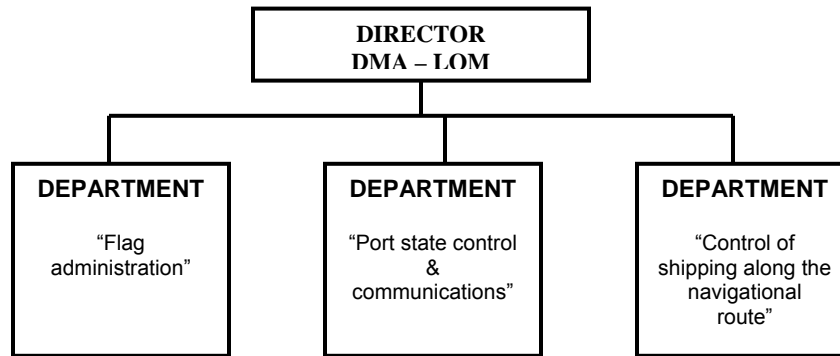 DIRECTOR
DMA – LOM
DEPARTMENT
“Flag
administration”
DEPARTMENT
“Port state control
&
communications”
DEPARTMENT
“Control of
shipping along the
navigational
route”